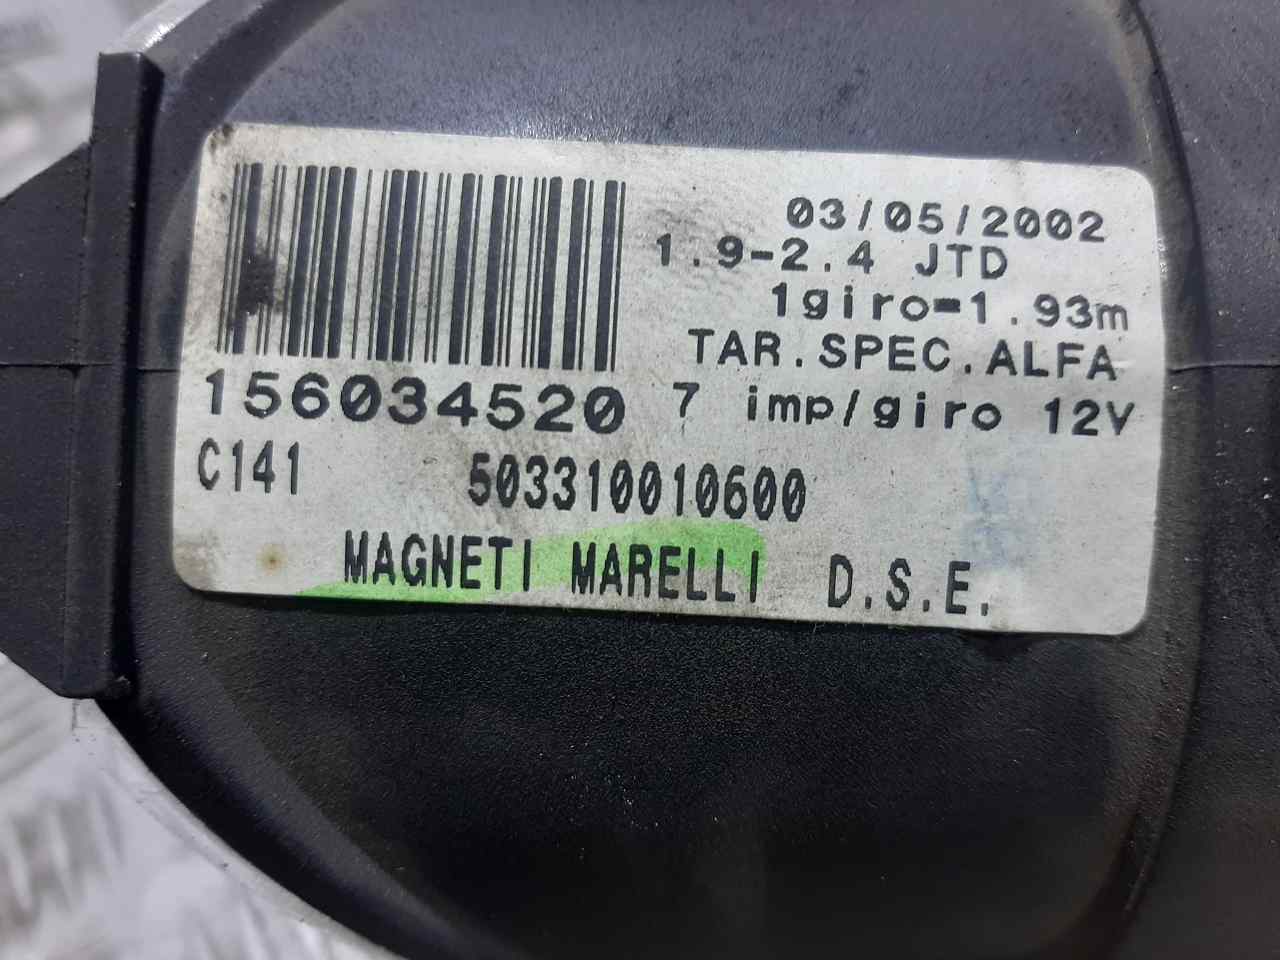 03/05/2002
1.9-2.4 JTD
1giro=1.93m
TAR.SPEC.ALFA
156034520 7 imp/giro 12V
C141 503310010600
MAGNETI MARELLI D.S.E.